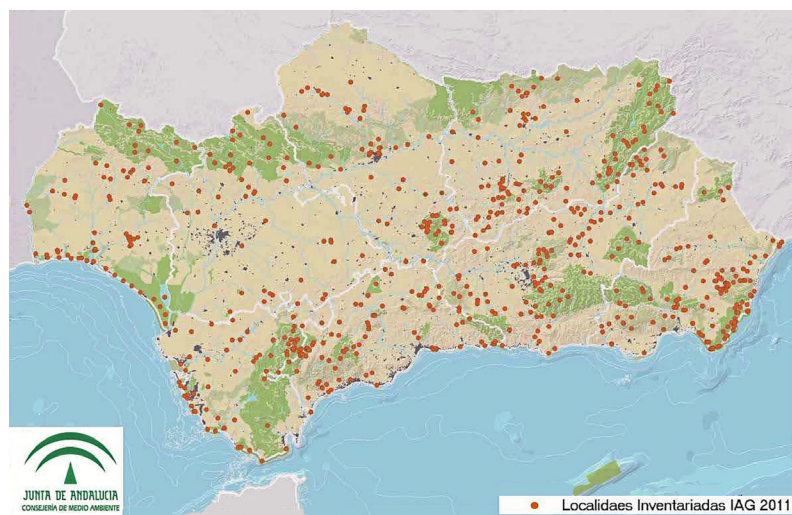 JUNTA DE ANDALUCIA
CONSEJERÍA DE MEDIO AMBIENTE
Localidaes Inventariadas IAG 2011